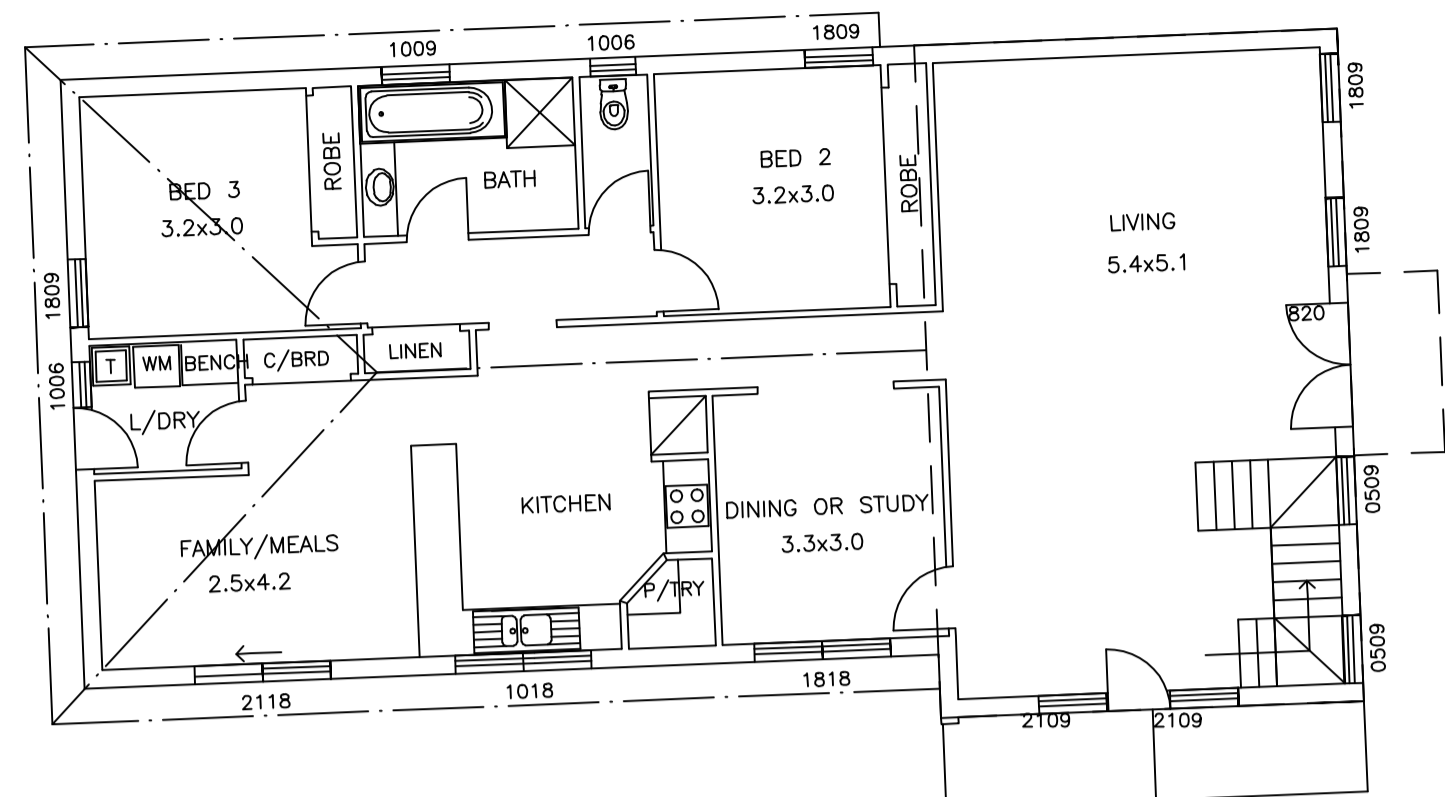 1009
1006
1809
1809
BED 3
3.2x3.0
ROBE
BATH
BED 2
3.2x3.0
ROBE
LIVING
5.4x5.1
1809
820
1809
1006
T
WM
BENCH
C/BRD
LINEN
L/DRY
KITCHEN
DINING OR STUDY
3.3x3.0
FAMILY/MEALS
2.5x4.2
P/TRY
0509
0509
2118
1018
1818
2109
2109